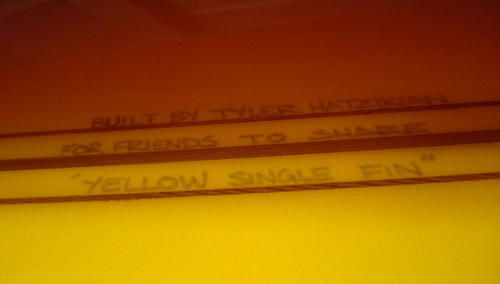 BUILT BY TYLER HATZIKIAN
FOR FRIENDS TO SHARE
"YELLOW SINGLE FIN"